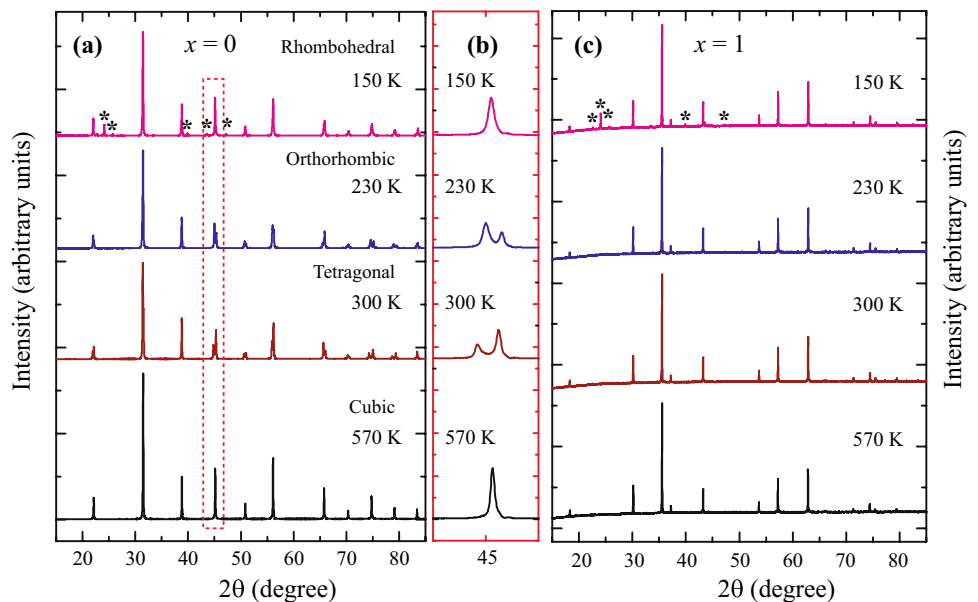 Intensity (arbitrary units)
(a)
x = 0
Rhombohedral
150 K
* * * * *
Orthorhombic
230 K
Tetragonal
300 K
Cubic
570 K
20 30 40 50 60 70 80
2θ (degree)
(b)
150 K
230 K
300 K
570 K
45
(c)
x = 1
150 K
* * * * *
230 K
300 K
570 K
20 30 40 50 60 70 80
2θ (degree)
Intensity (arbitrary units)